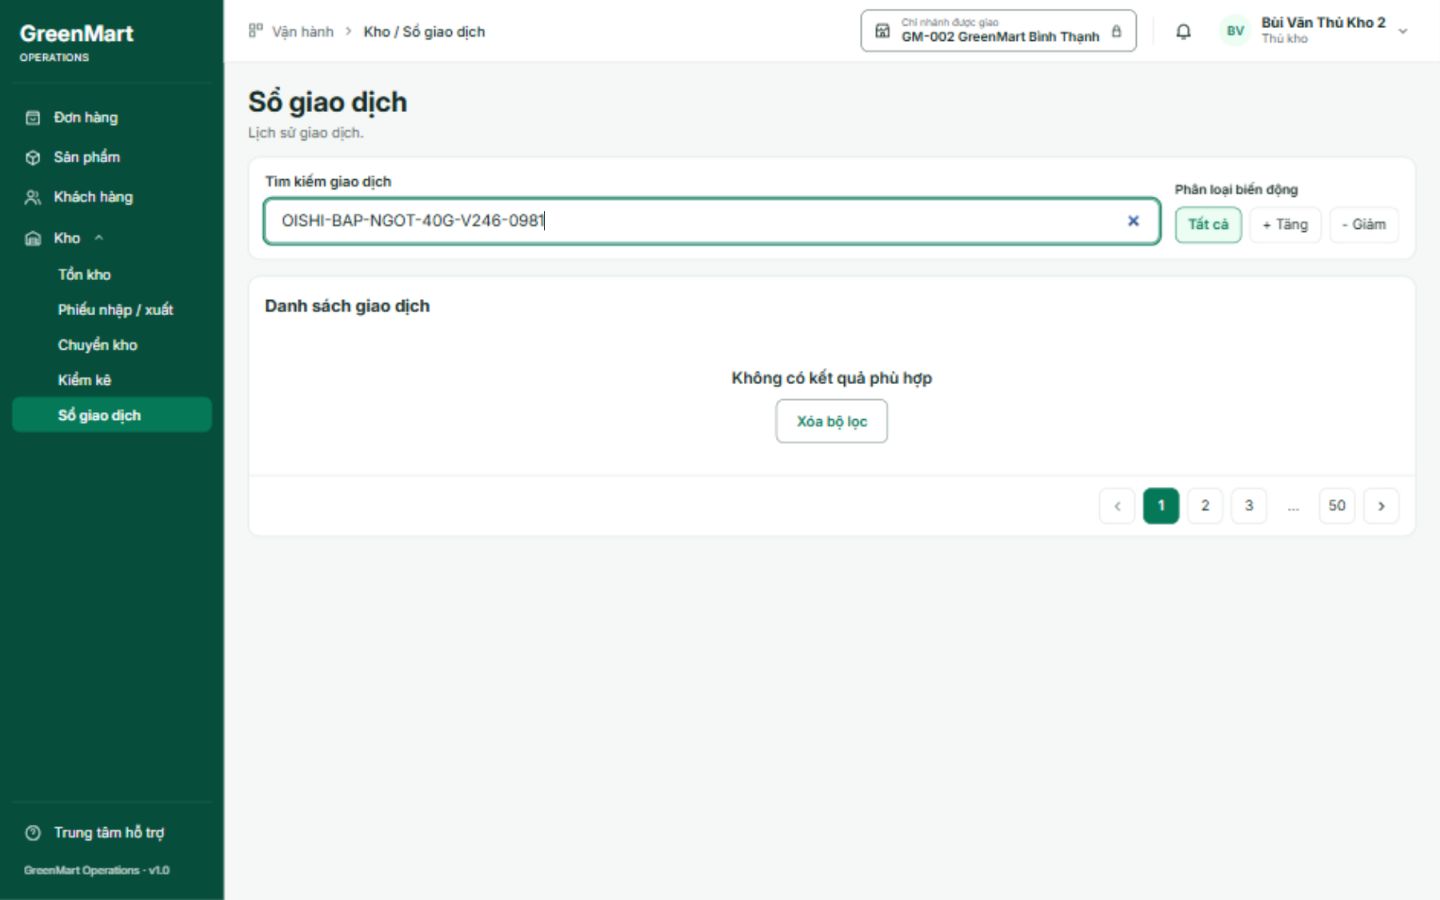 GreenMart
OPERATIONS
Đơn hàng
Sản phẩm
Khách hàng
Kho
Tồn kho
Phiếu nhập / xuất
Chuyển kho
Kiểm kê
Sổ giao dịch
Trung tâm hỗ trợ
GreenMart Operations - v1.0
Vận hành > Kho / Sổ giao dịch
Chi nhánh được giao
GM-002 GreenMart Bình Thạnh
BV
Bùi Văn Thủ Kho 2
Thủ kho
Sổ giao dịch
Lịch sử giao dịch.
Tìm kiếm giao dịch
OISHI-BAP-NGOT-40G-V246-0981
Phân loại biến động
Tất cả
+ Tăng
- Giảm
Danh sách giao dịch
Không có kết quả phù hợp
Xóa bộ lọc
1 2 3 ... 50